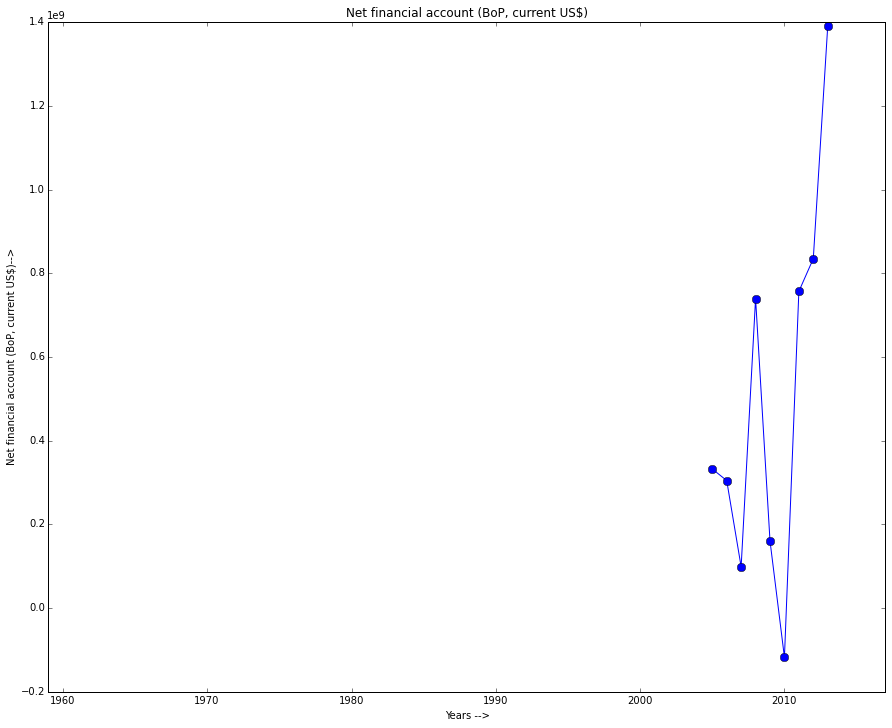 Net financial account (BoP, current US$)
1e9
1.4
1.2
1.0
0.8
0.6
0.4
0.2
0.0
−0.2
Net financial account (BoP, current US$)-->
1960 1970 1980 1990 2000 2010
Years -->